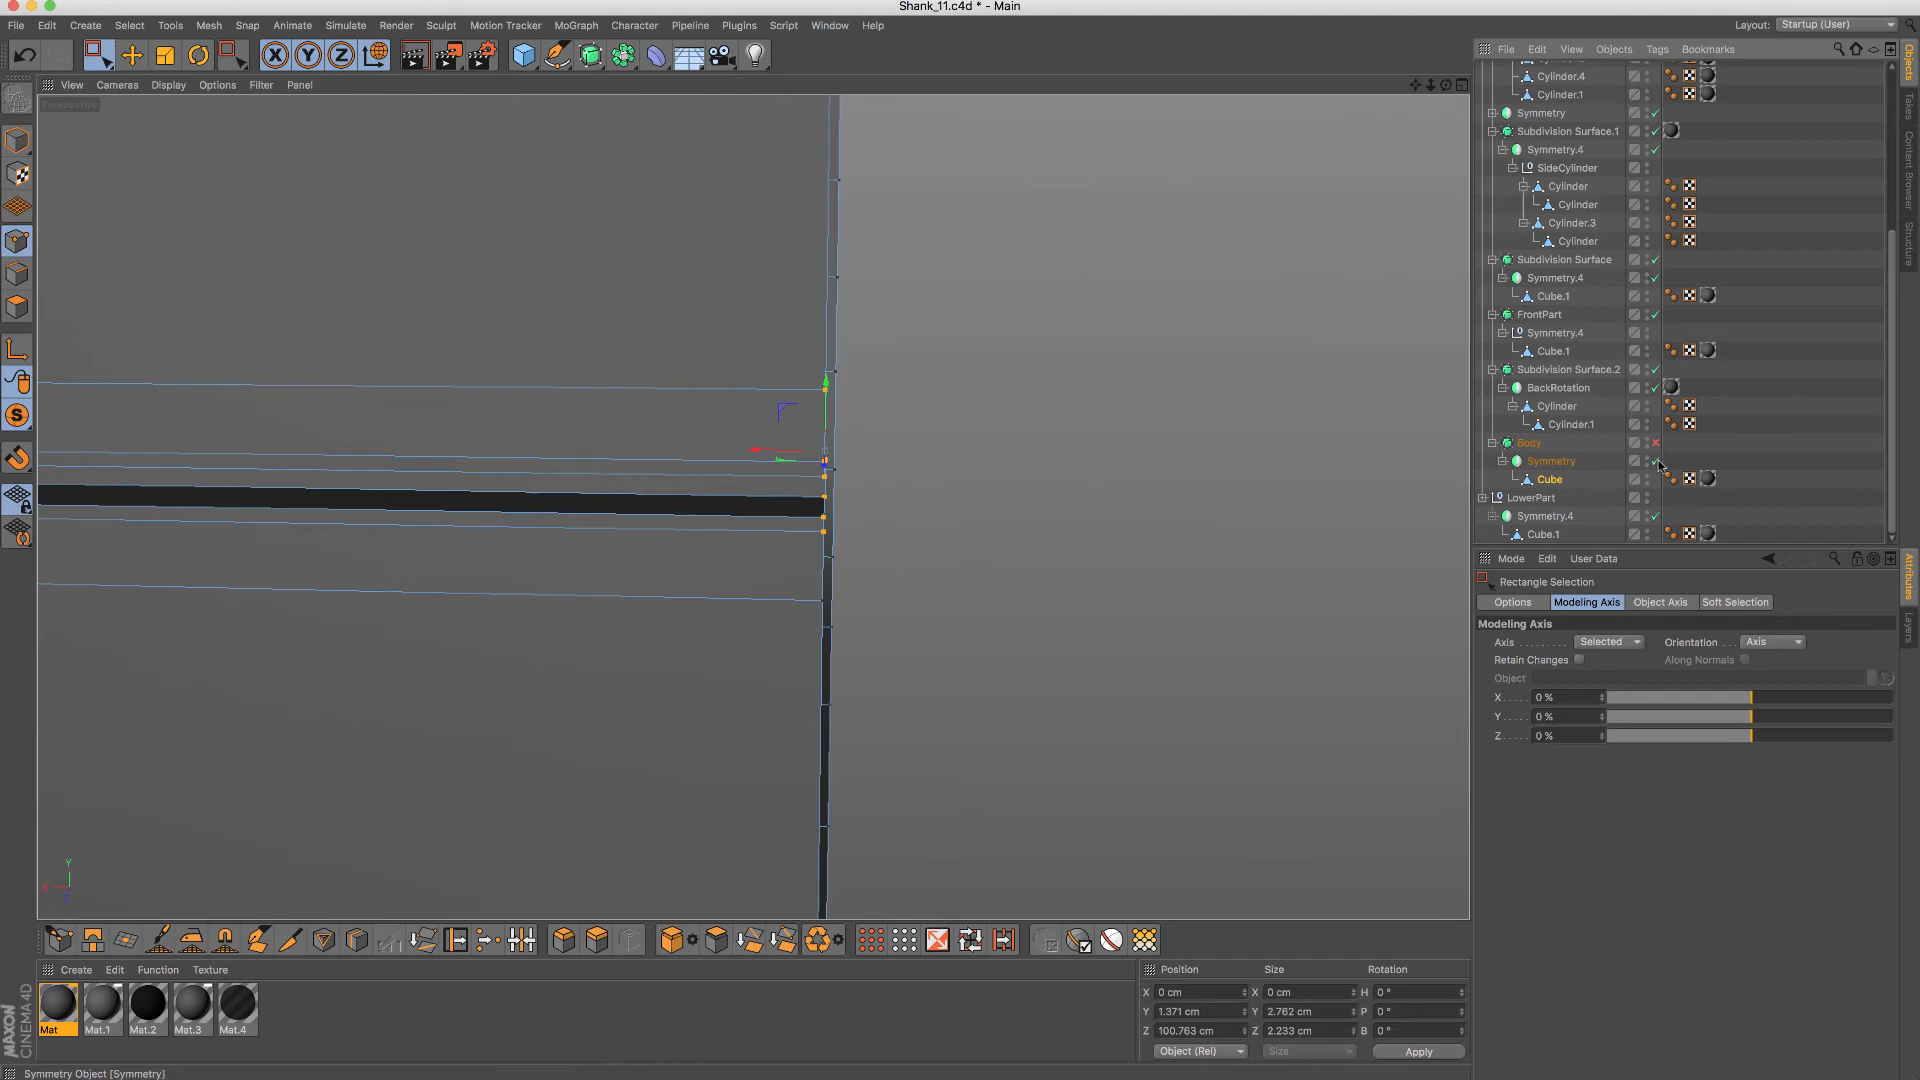 Shank_11.c4d * - Main
File Edit Create Select Tools Mesh Snap Animate Simulate Render Sculpt Motion Tracker MoGraph Character Pipeline Plugins Script Window Help
Layout: Startup (User)
View Cameras Display Options Filter Panel
Perspective
File Edit View Objects Tags Bookmarks
Cylinder.4
Cylinder.1
Symmetry
Subdivision Surface.1
Symmetry.4
SideCylinder
Cylinder
Cylinder
Cylinder.3
Cylinder
Subdivision Surface
Symmetry.4
Cube.1
FrontPart
Symmetry.4
Cube.1
Subdivision Surface.2
BackRotation
Cylinder
Cylinder.1
Body
Symmetry
Cube
LowerPart
Symmetry.4
Cube.1
Objects
Takes
Content Browser
Structure
Mode Edit User Data
Rectangle Selection
Options Modeling Axis Object Axis Soft Selection
Modeling Axis
Axis Selected Orientation Axis
Retain Changes Along Normals
Object
X 0 %
Y 0 %
Z 0 %
Attributes
Layers
Create Edit Function Texture
Mat Mat.1 Mat.2 Mat.3 Mat.4
Position Size Rotation
X 0 cm X 0 cm H 0 °
Y 1.371 cm Y 2.762 cm P 0 °
Z 100.763 cm Z 2.233 cm B 0 °
Object (Rel) Size Apply
MAXON
CINEMA4D
X Y
Symmetry Object [Symmetry]